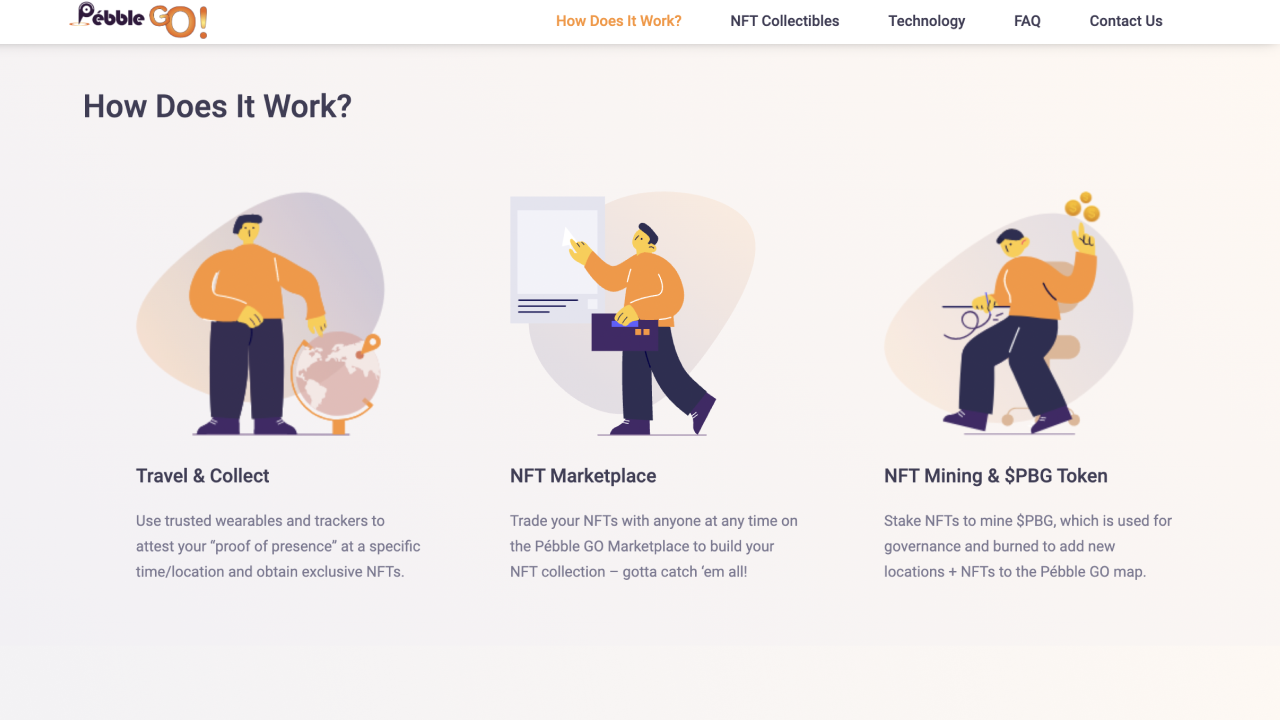 Pébble GO!
How Does It Work?
NFT Collectibles
Technology
FAQ
Contact Us
How Does It Work?
Travel & Collect
Use trusted wearables and trackers to
attest your “proof of presence” at a specific
time/location and obtain exclusive NFTs.
NFT Marketplace
Trade your NFTs with anyone at any time on
the Pébble GO Marketplace to build your
NFT collection – gotta catch ‘em all!
NFT Mining & $PBG Token
Stake NFTs to mine $PBG, which is used for
governance and burned to add new
locations + NFTs to the Pébble GO map.